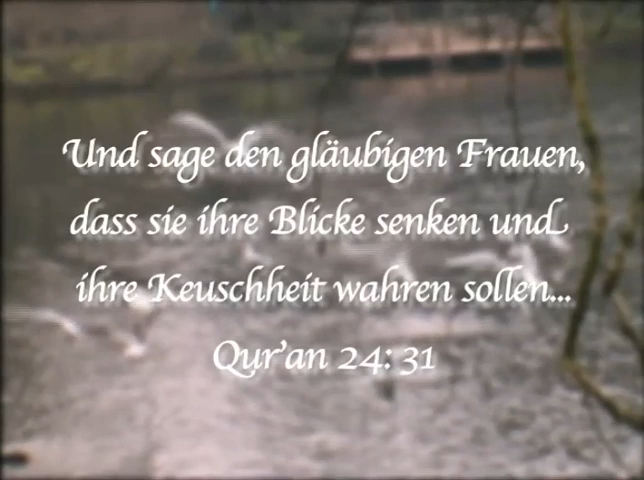 Und sage den gläubigen Frauen,
dass sie ihre Blicke senken und
ihre Keuschheit wahren sollen...
Qur'an 24: 31